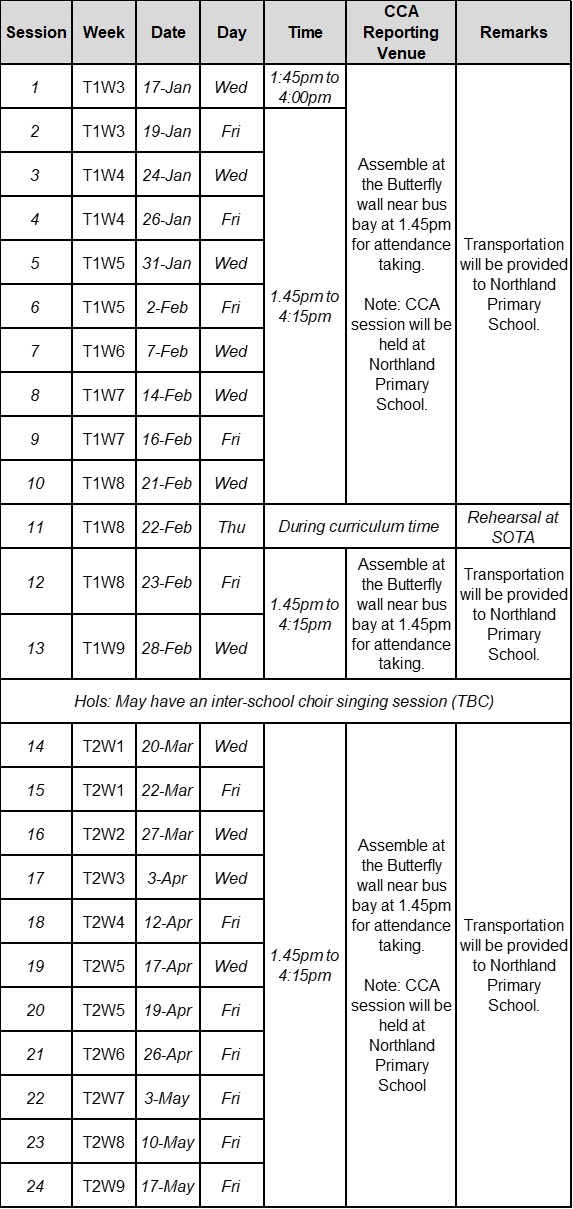 Session Week Date Day Time CCA Reporting Venue Remarks
1 T1W3 17-Jan Wed 1:45pm to 4:00pm
2 T1W3 19-Jan Fri
3 T1W4 24-Jan Wed
4 T1W4 26-Jan Fri
5 T1W5 31-Jan Wed
6 T1W5 2-Feb Fri
7 T1W6 7-Feb Wed
8 T1W7 14-Feb Wed
9 T1W7 16-Feb Fri
10 T1W8 21-Feb Wed
1.45pm to
4:15pm
Assemble at
the Butterfly
wall near bus
bay at 1.45pm
for attendance
taking.
Note: CCA
session will be
held at
Northland
Primary
School.
Transportation
will be provided
to Northland
Primary
School.
11 T1W8 22-Feb Thu During curriculum time Rehearsal at SOTA
12 T1W8 23-Feb Fri
13 T1W9 28-Feb Wed
1.45pm to
4:15pm
Assemble at
the Butterfly
wall near bus
bay at 1.45pm
for attendance
taking.
Transportation
will be provided
to Northland
Primary
School.
Hols: May have an inter-school choir singing session (TBC)
14 T2W1 20-Mar Wed
15 T2W1 22-Mar Fri
16 T2W2 27-Mar Wed
17 T2W3 3-Apr Wed
18 T2W4 12-Apr Fri
19 T2W5 17-Apr Wed
20 T2W5 19-Apr Fri
21 T2W6 26-Apr Fri
22 T2W7 3-May Fri
23 T2W8 10-May Fri
24 T2W9 17-May Fri
1.45pm to
4:15pm
Assemble at
the Butterfly
wall near bus
bay at 1.45pm
for attendance
taking.
Note: CCA
session will be
held at
Northland
Primary
School
Transportation
will be provided
to Northland
Primary
School.